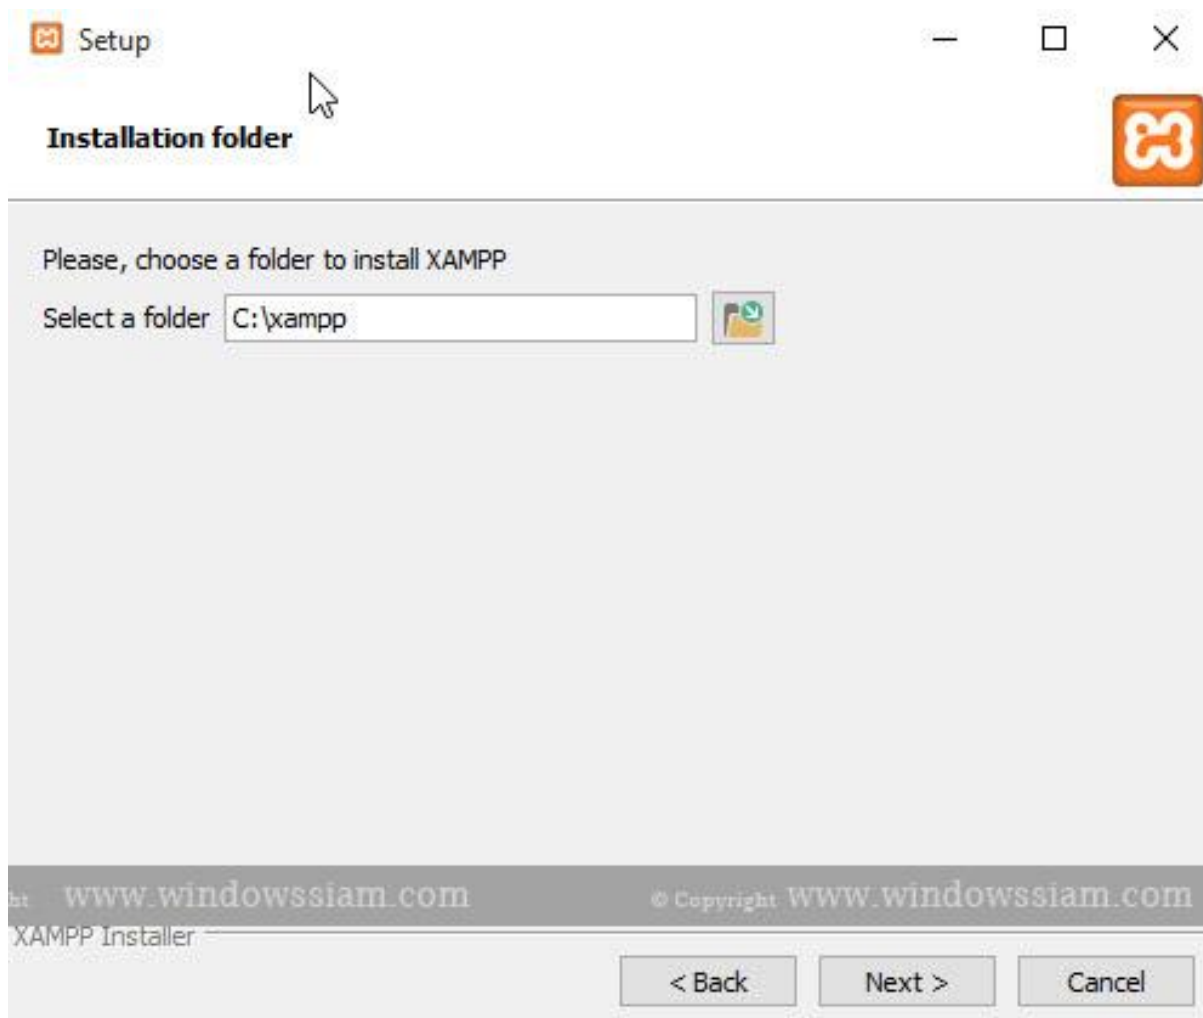 Setup
Installation folder
Please, choose a folder to install XAMPP
Select a folder C:\xampp
ht www.windowssiam.com © Copyright www.windowssiam.com
XAMPP Installer
< Back Next > Cancel